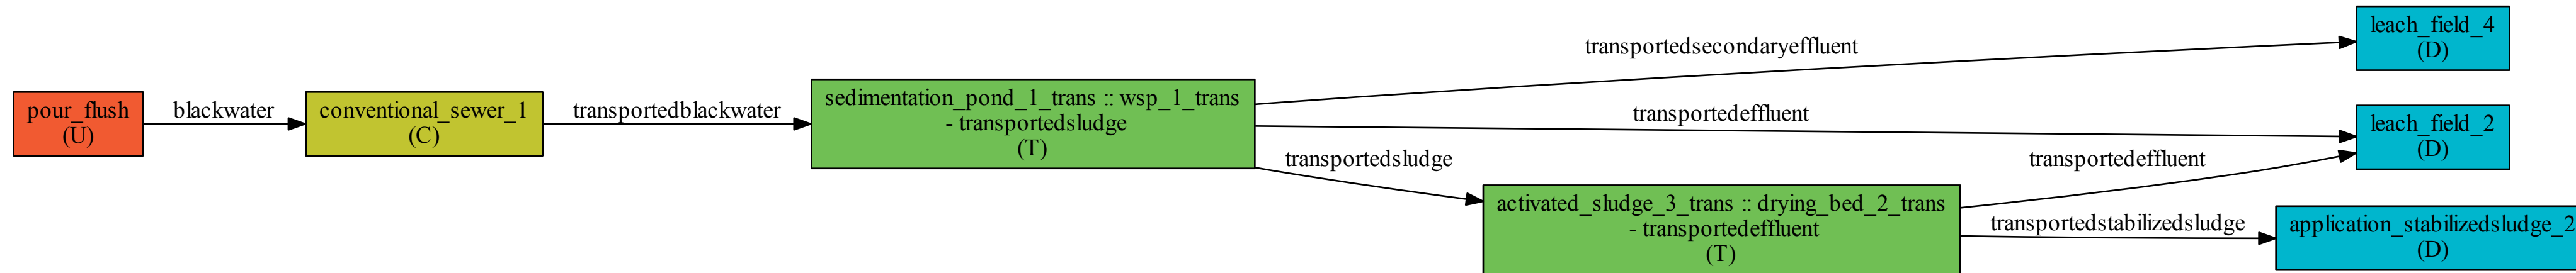 pour_flush
(U)
blackwater
conventional_sewer_1
(C)
transportedblackwater
sedimentation_pond_1_trans :: wsp_1_trans
- transportedsludge
(T)
transportedsecondaryeffluent
transportedeffluent
transportedsludge
activated_sludge_3_trans :: drying_bed_2_trans
- transportedeffluent
(T)
transportedeffluent
transportedstabilizedsludge
leach_field_4
(D)
leach_field_2
(D)
application_stabilizedsludge_2
(D)